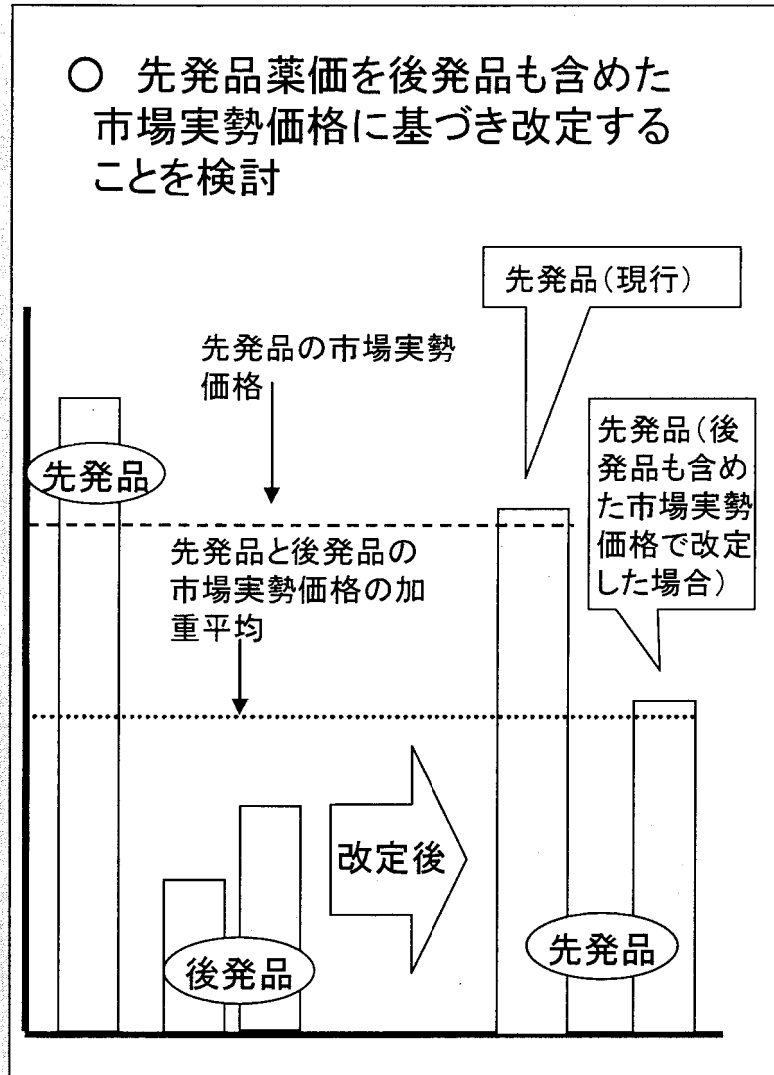 ○ 先発品薬価を後発品も含めた
市場実勢価格に基づき改定する
ことを検討
先発品（現行）
先発品の市場実勢
価格
先発品（後
発品も含め
た市場実勢
価格で改定
した場合）
先発品
先発品と後発品の
市場実勢価格の加
重平均
改定後
後発品
先発品